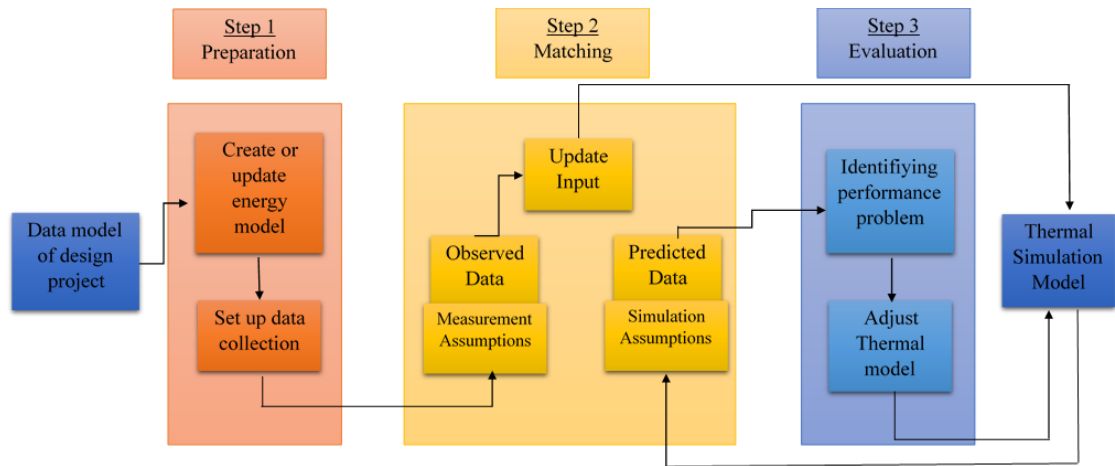 Step 1
Preparation
Step 2
Matching
Step 3
Evaluation
Data model
of design
project
Create or
update
energy
model
Set up data
collection
Update
Input
Observed
Data
Measurement
Assumptions
Predicted
Data
Simulation
Assumptions
Identifiying
performance
problem
Adjust
Thermal
model
Thermal
Simulation
Model